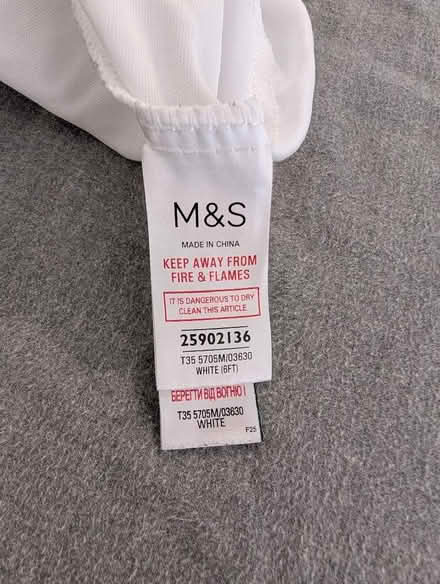 M&S
MADE IN CHINA
KEEP AWAY FROM
FIRE & FLAMES
IT IS DANGEROUS TO DRY
CLEAN THIS ARTICLE
25902136
T35 5705M/03630
WHITE (6FT)
БЕРЕГТИ ВІД ВОГНЮ !
T35 5705M/03630
WHITE
F25